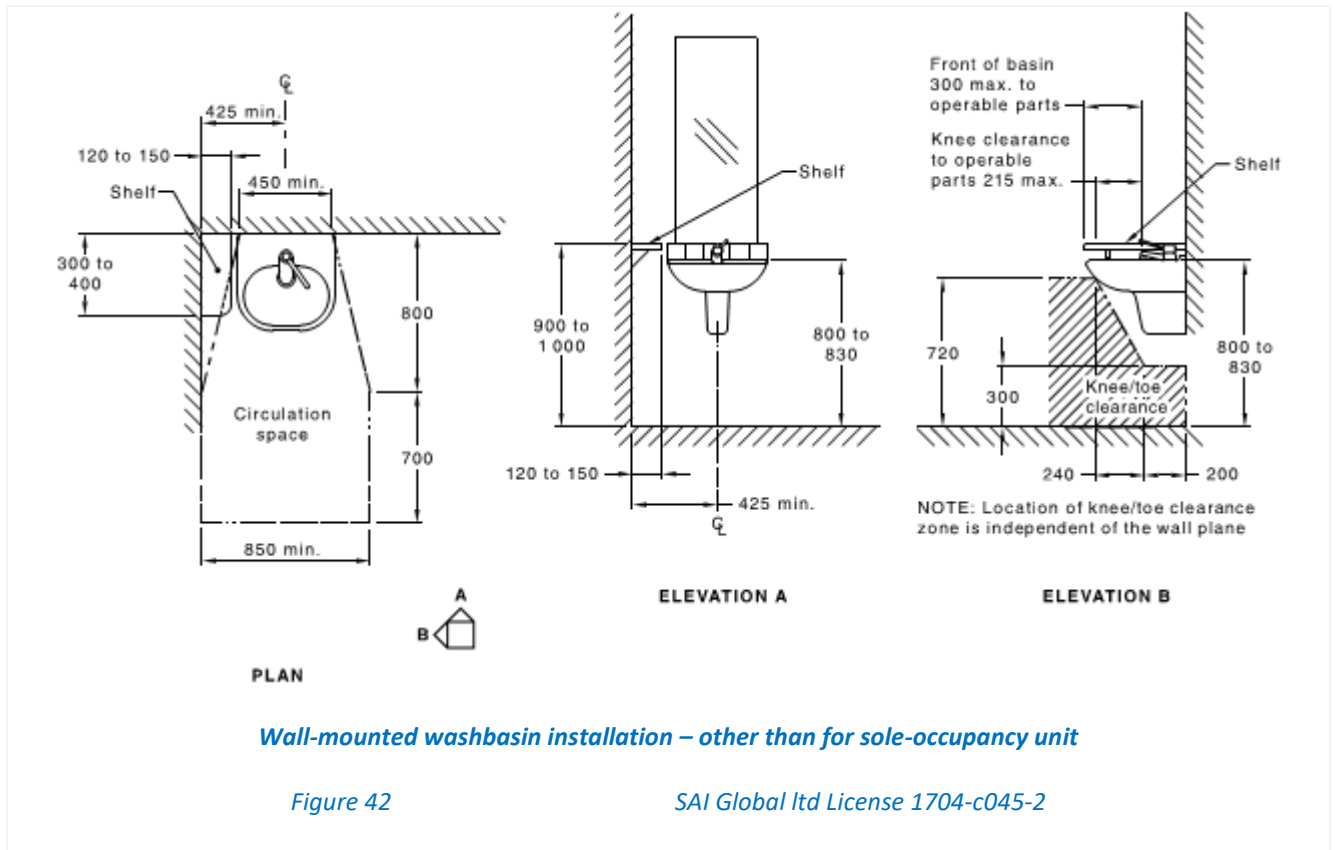 ℄
425 min.
120 to 150
450 min.
Shelf
300 to
400
800
Circulation
space
700
850 min.
A
B
PLAN
Shelf
900 to
1 000
800 to
830
120 to 150
425 min.
℄
ELEVATION A
Front of basin
300 max. to
operable parts
Knee clearance
to operable
parts 215 max.
Shelf
720
300
Knee/toe
clearance
800 to
830
240
200
NOTE: Location of knee/toe clearance
zone is independent of the wall plane
ELEVATION B
Wall-mounted washbasin installation – other than for sole-occupancy unit
Figure 42 SAI Global ltd License 1704-c045-2